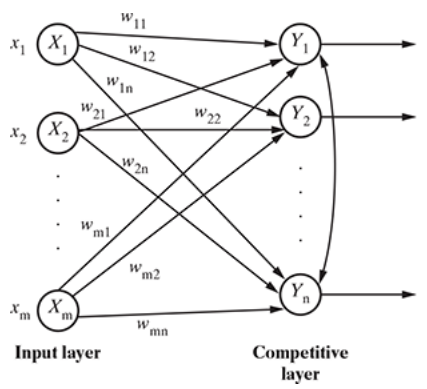 w₁₁
x₁ X₁ Y₁
w₁₂
w₁ₙ
w₂₁ w₂₂
x₂ X₂ Y₂
w₂ₙ
wₘ₁
wₘ₂
xₘ Xₘ Yₙ
wₘₙ
Input layer Competitive
layer